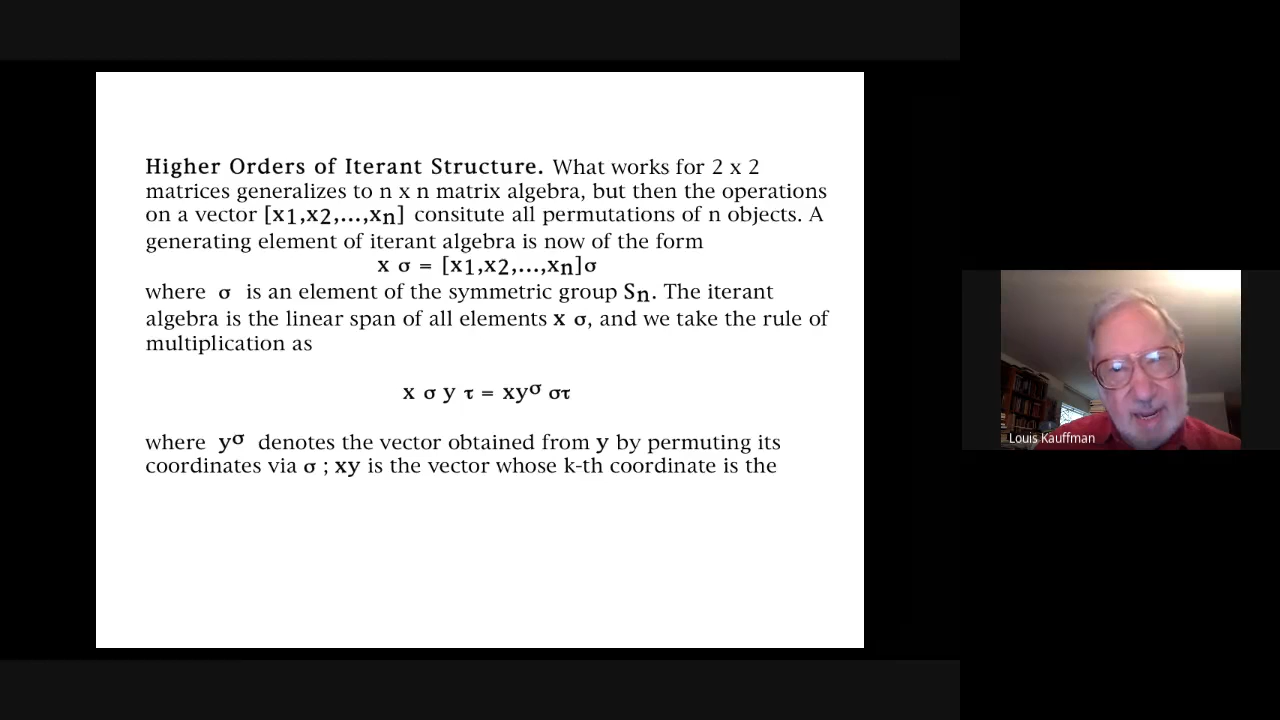 Higher Orders of Iterant Structure. What works for 2 x 2
matrices generalizes to n x n matrix algebra, but then the operations
on a vector [x1,x2,...,xn] consitute all permutations of n objects. A
generating element of iterant algebra is now of the form
x σ = [x1,x2,...,xn]σ
where σ is an element of the symmetric group Sn. The iterant
algebra is the linear span of all elements x σ, and we take the rule of
multiplication as
x σ y τ = xy^σ στ
where y^σ denotes the vector obtained from y by permuting its
coordinates via σ ; xy is the vector whose k-th coordinate is the
Louis Kauffman